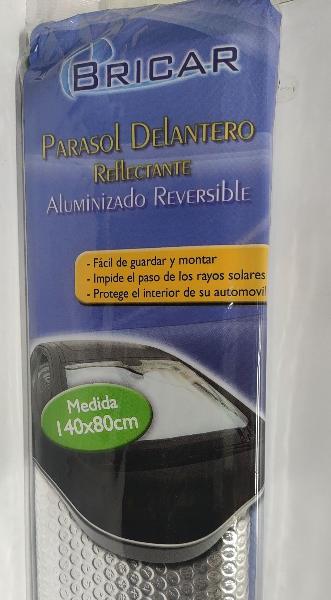 BRICAR
PARASOL DELANTERO
REFLECTANTE
ALUMINIZADO REVERSIBLE
- Fácil de guardar y montar
- Impide el paso de los rayos solares
- Protege el interior de su automovil
Medida
140x80cm